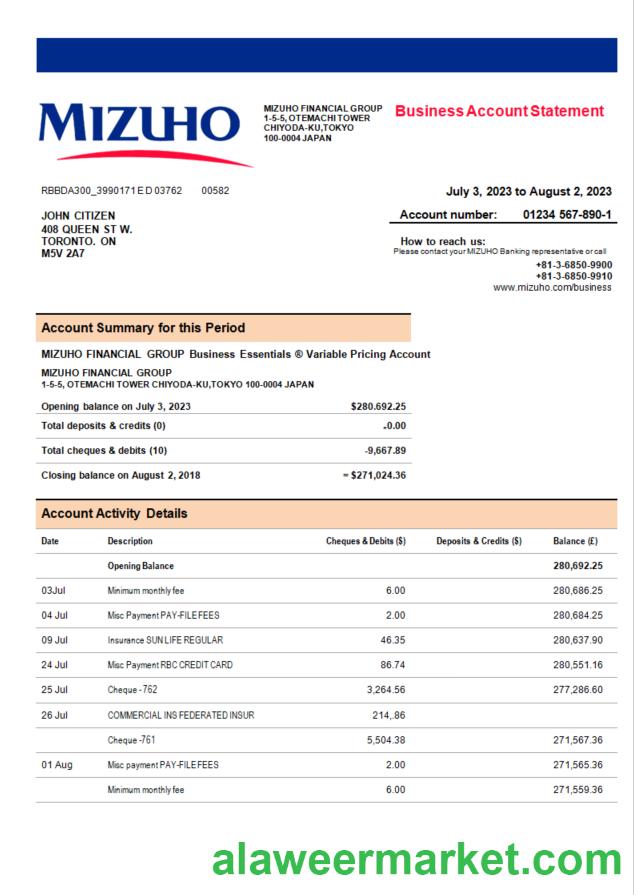 MIZUHO
MIZUHO FINANCIAL GROUP
1-5-5, OTEMACHI TOWER
CHIYODA-KU,TOKYO
100-0004 JAPAN
Business Account Statement
RBBDA300_3990171 E D 03762 00582
July 3, 2023 to August 2, 2023
JOHN CITIZEN
408 QUEEN ST W.
TORONTO. ON
M5V 2A7
Account number: 01234 567-890-1
How to reach us:
Please contact your MIZUHO Banking representative or call
+81-3-6850-9900
+81-3-6850-9910
www.mizuho.com/business
Account Summary for this Period
MIZUHO FINANCIAL GROUP Business Essentials ® Variable Pricing Account
MIZUHO FINANCIAL GROUP
1-5-5, OTEMACHI TOWER CHIYODA-KU,TOKYO 100-0004 JAPAN
Opening balance on July 3, 2023 $280.692.25
Total deposits & credits (0) -0.00
Total cheques & debits (10) -9,667.89
Closing balance on August 2, 2018 = $271,024.36
Account Activity Details
Date Description Cheques & Debits ($) Deposits & Credits ($) Balance (£)
Opening Balance 280,692.25
03Jul Minimum monthly fee 6.00 280,686.25
04 Jul Misc Payment PAY-FILE FEES 2.00 280,684.25
09 Jul Insurance SUN LIFE REGULAR 46.35 280,637.90
24 Jul Misc Payment RBC CREDIT CARD 86.74 280,551.16
25 Jul Cheque -762 3,264.56 277,286.60
26 Jul COMMERCIAL INS FEDERATED INSUR 214,.86
Cheque -761 5,504.38 271,567.36
01 Aug Misc payment PAY-FILE FEES 2.00 271,565.36
Minimum monthly fee 6.00 271,559.36
alaweermarket.com